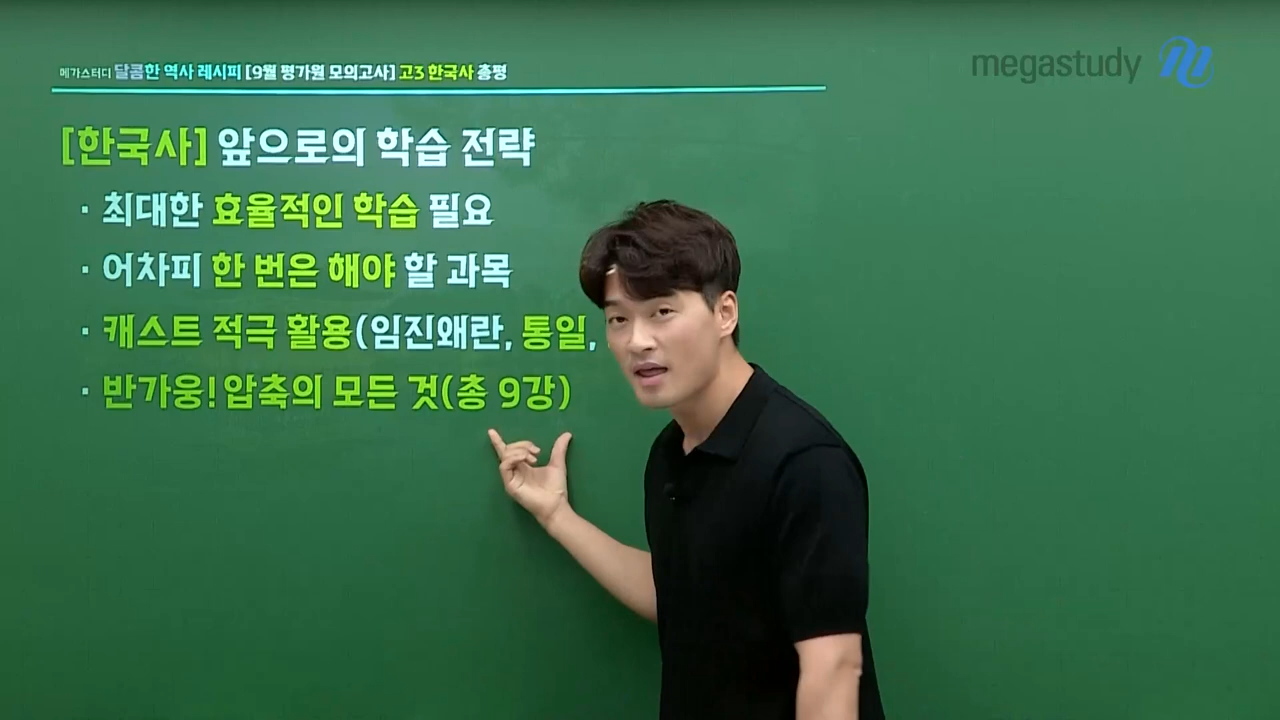 메가스터디 달콤한 역사 레시피 [9월 평가원 모의고사] 고3 한국사 총평
megastudy
[한국사] 앞으로의 학습 전략
· 최대한 효율적인 학습 필요
· 어차피 한 번은 해야 할 과목
· 캐스트 적극 활용(임진왜란, 통일,
· 반가웅! 압축의 모든 것(총 9강)